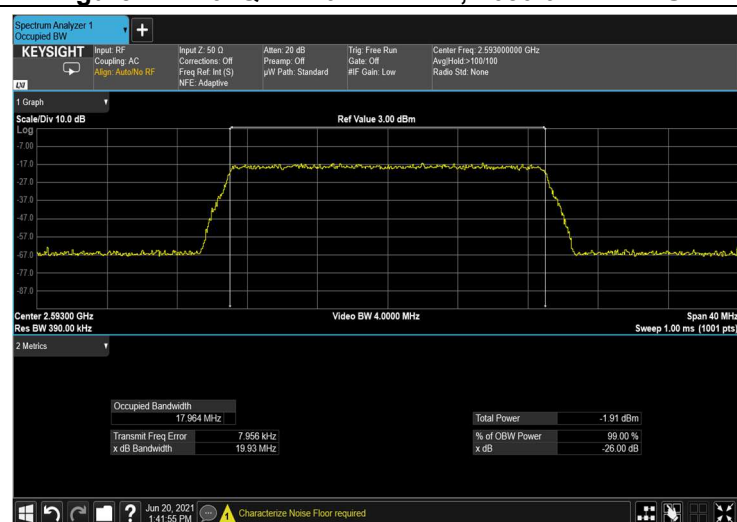 Spectrum Analyzer 1
Occupied BW
KEYSIGHT
LXI
Input: RF
Coupling: AC
Align: Auto/No RF
Input Z: 50 Ω
Corrections: Off
Freq Ref: Int (S)
NFE: Adaptive
Atten: 20 dB
Preamp: Off
µW Path: Standard
Trig: Free Run
Gate: Off
#IF Gain: Low
Center Freq: 2.593000000 GHz
Avg|Hold:>100/100
Radio Std: None
1 Graph
Scale/Div 10.0 dB
Ref Value 3.00 dBm
Log
-7.00
-17.0
-27.0
-37.0
-47.0
-57.0
-67.0
-77.0
-87.0
Center 2.59300 GHz
Video BW 4.0000 MHz
Span 40 MHz
Res BW 390.00 kHz
Sweep 1.00 ms (1001 pts)
2 Metrics
Occupied Bandwidth
17.964 MHz
Transmit Freq Error 7.956 kHz
x dB Bandwidth 19.93 MHz
Total Power -1.91 dBm
% of OBW Power 99.00 %
x dB -26.00 dB
Jun 20, 2021
1:41:55 PM
1
Characterize Noise Floor required